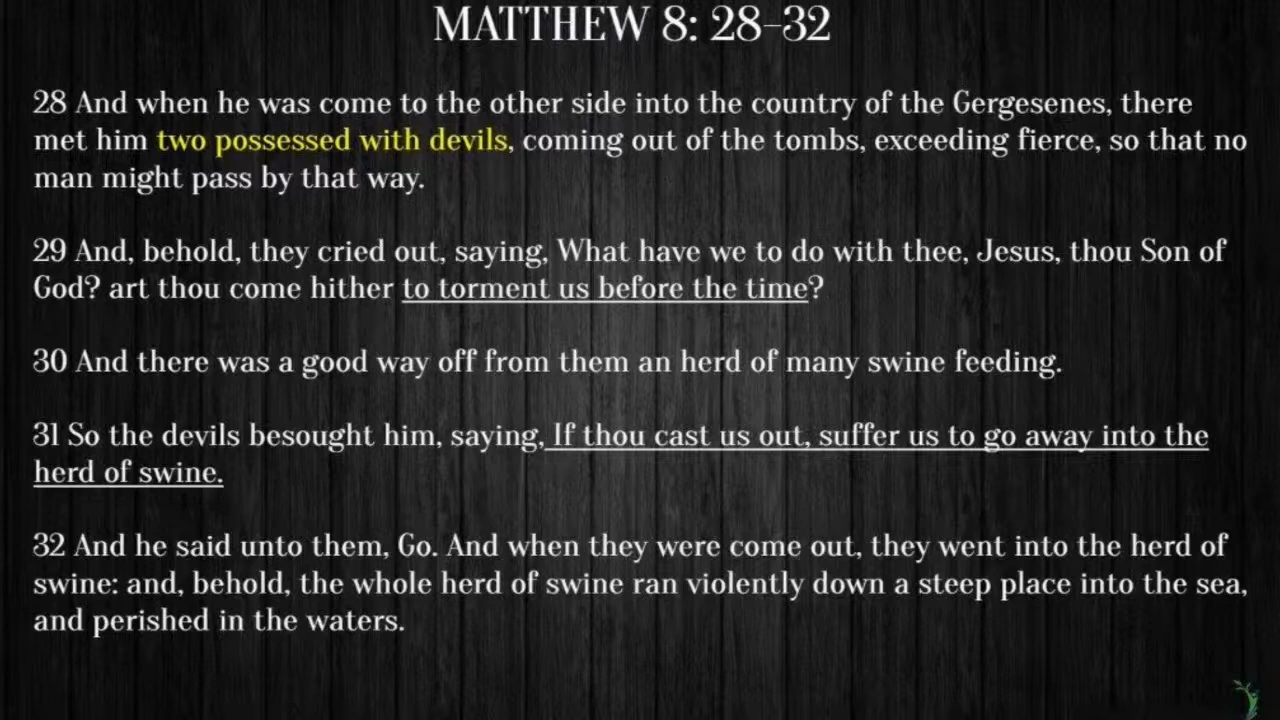 MATTHEW 8: 28-32
28 And when he was come to the other side into the country of the Gergesenes, there
met him two possessed with devils, coming out of the tombs, exceeding fierce, so that no
man might pass by that way.
29 And, behold, they cried out, saying, What have we to do with thee, Jesus, thou Son of
God? art thou come hither to torment us before the time?
30 And there was a good way off from them an herd of many swine feeding.
31 So the devils besought him, saying, If thou cast us out, suffer us to go away into the
herd of swine.
32 And he said unto them, Go. And when they were come out, they went into the herd of
swine: and, behold, the whole herd of swine ran violently down a steep place into the sea,
and perished in the waters.